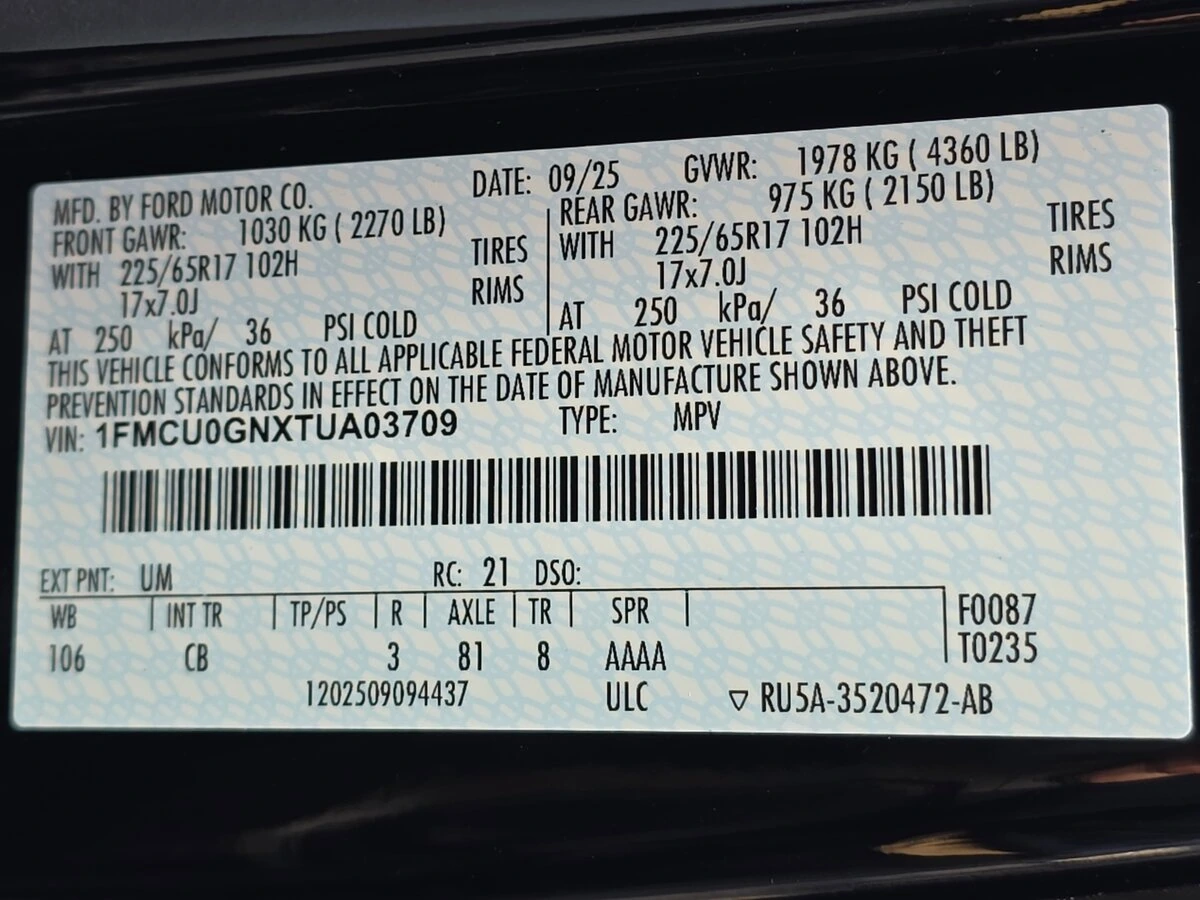 MFD. BY FORD MOTOR CO. DATE: 09/25 GVWR: 1978 KG ( 4360 LB)
FRONT GAWR: 1030 KG ( 2270 LB) REAR GAWR: 975 KG ( 2150 LB)
WITH 225/65R17 102H TIRES WITH 225/65R17 102H TIRES
17x7.0J RIMS 17x7.0J RIMS
AT 250 kPa/ 36 PSI COLD AT 250 kPa/ 36 PSI COLD
THIS VEHICLE CONFORMS TO ALL APPLICABLE FEDERAL MOTOR VEHICLE SAFETY AND THEFT
PREVENTION STANDARDS IN EFFECT ON THE DATE OF MANUFACTURE SHOWN ABOVE.
VIN: 1FMCU0GNXTUA03709 TYPE: MPV
EXT PNT: UM RC: 21 DSO:
WB INT TR TP/PS R AXLE TR SPR F0087
106 CB 3 81 8 AAAA T0235
1202509094437 ULC ▽ RU5A-3520472-AB